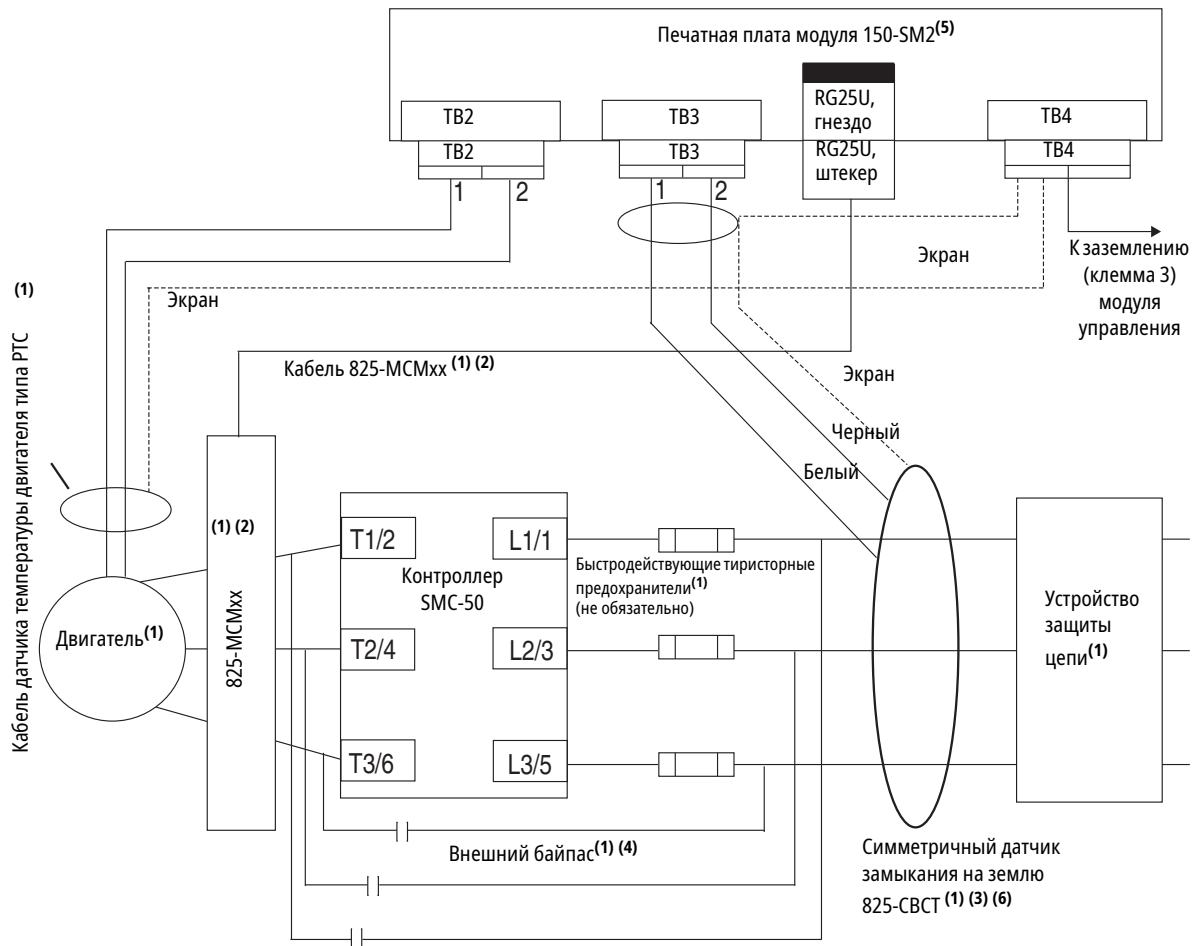 Печатная плата модуля 150-SM2(5)
TB2
TB3
RG25U,
гнездо
TB4
TB2
TB3
RG25U,
штекер
TB4
1
2
1
2
К заземлению
(клемма 3)
модуля
управления
Экран
(1)
Экран
Кабель датчика температуры двигателя типа PTC
Кабель 825-MCMxx (1) (2)
Экран
Черный
Белый
(1) (2)
825-MCMxx
T1/2
L1/1
Контроллер
SMC-50
Быстродействующие тиристорные
предохранители(1)
(не обязательно)
Устройство
защиты
цепи(1)
Двигатель(1)
T2/4
L2/3
T3/6
L3/5
Внешний байпас(1) (4)
Симметричный датчик
замыкания на землю
825-CBCT (1) (3) (6)